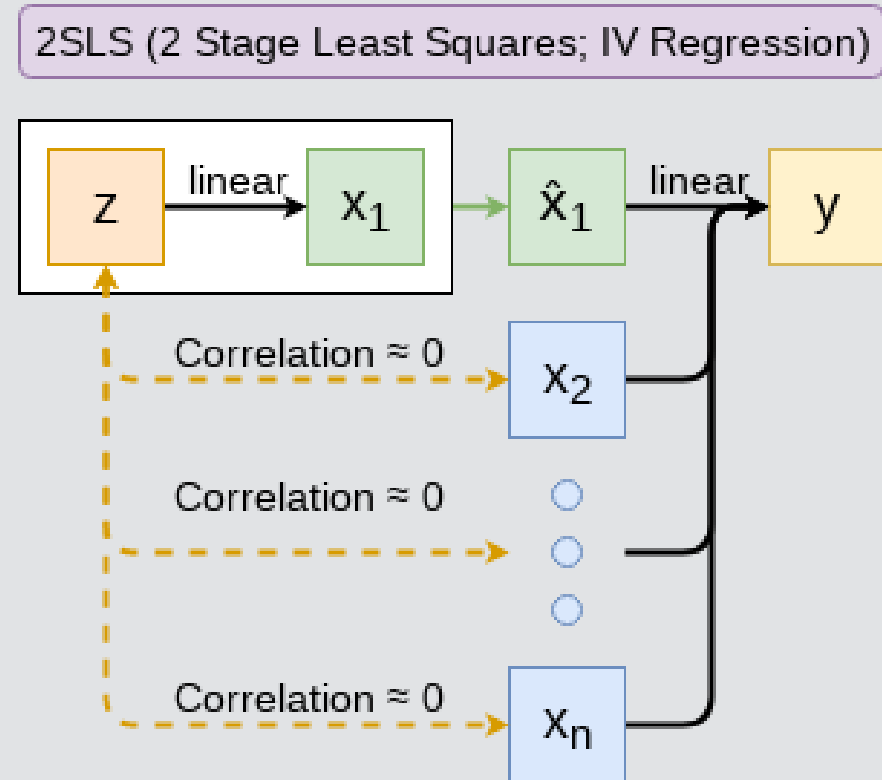 2SLS (2 Stage Least Squares; IV Regression)
z linear x₁ x̂₁ linear y
Correlation ≈ 0 x₂
Correlation ≈ 0
Correlation ≈ 0 xₙ